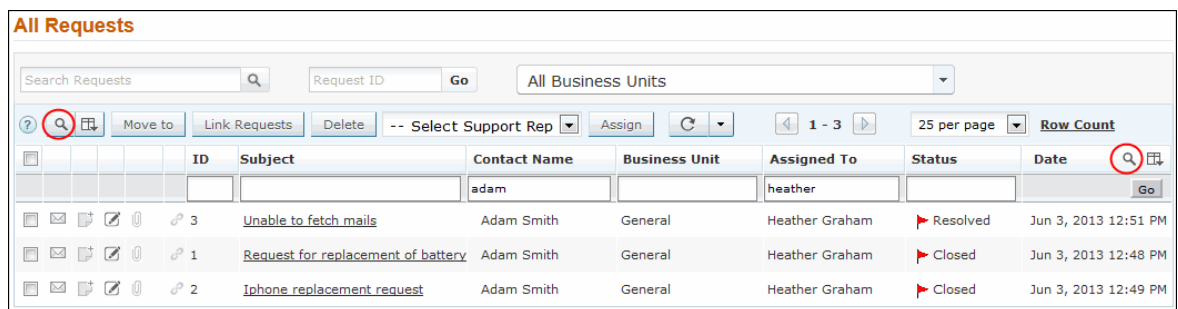 All Requests
Search Requests Request ID Go All Business Units
? Move to Link Requests Delete -- Select Support Rep Assign 1 - 3 25 per page Row Count
ID Subject Contact Name Business Unit Assigned To Status Date
adam heather Go
3 Unable to fetch mails Adam Smith General Heather Graham Resolved Jun 3, 2013 12:51 PM
1 Request for replacement of battery Adam Smith General Heather Graham Closed Jun 3, 2013 12:48 PM
2 Iphone replacement request Adam Smith General Heather Graham Closed Jun 3, 2013 12:49 PM